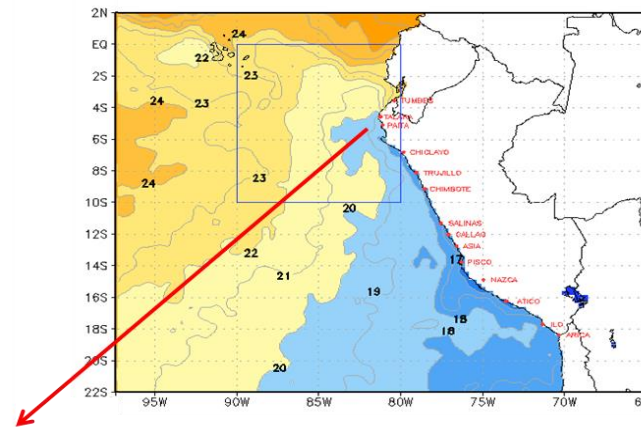 2N
EQ
2S
4S
6S
8S
10S
12S
14S
16S
18S
20S
22S
95W
90W
85W
80W
75W
70W
24
22
23
24
23
24
23
20
22
21
19
20
17
18
TUMBES
TALARA
PAITA
CHICLAYO
TRUJILLO
CHIMBOTE
SALINAS
CALLAO
ASIA
PISCO
NAZCA
ATICO
ILO
ARICA